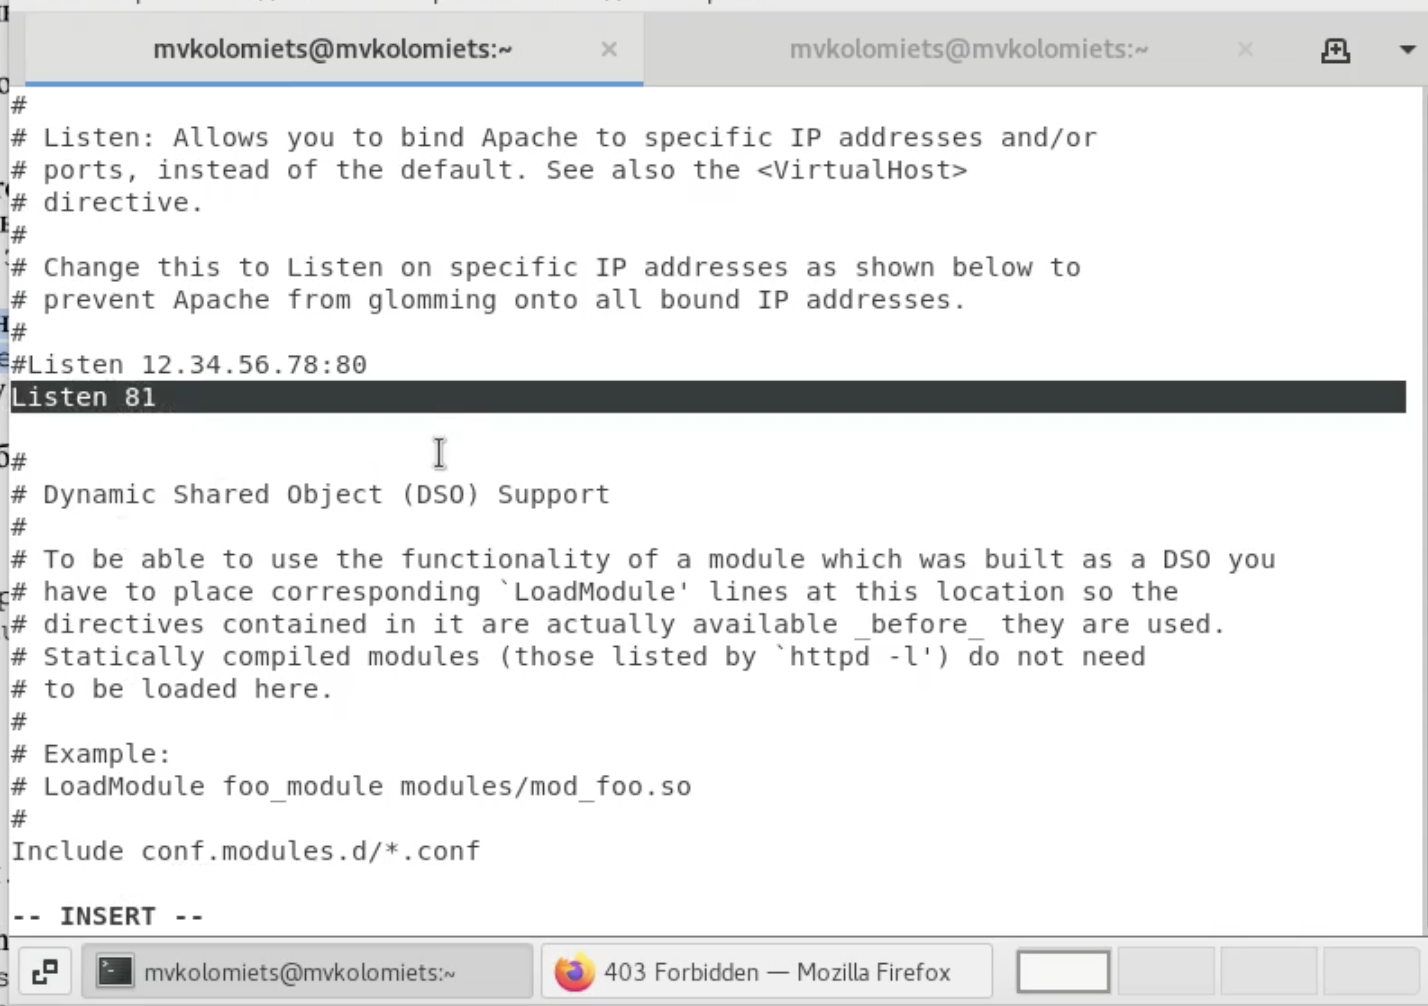 mvkolomiets@mvkolomiets:~
mvkolomiets@mvkolomiets:~
#
# Listen: Allows you to bind Apache to specific IP addresses and/or
# ports, instead of the default. See also the <VirtualHost>
# directive.
#
# Change this to Listen on specific IP addresses as shown below to
# prevent Apache from glomming onto all bound IP addresses.
#
#Listen 12.34.56.78:80
Listen 81
#
# Dynamic Shared Object (DSO) Support
#
# To be able to use the functionality of a module which was built as a DSO you
# have to place corresponding `LoadModule' lines at this location so the
# directives contained in it are actually available _before_ they are used.
# Statically compiled modules (those listed by `httpd -l') do not need
# to be loaded here.
#
# Example:
# LoadModule foo_module modules/mod_foo.so
#
Include conf.modules.d/*.conf
-- INSERT --
mvkolomiets@mvkolomiets:~
403 Forbidden — Mozilla Firefox